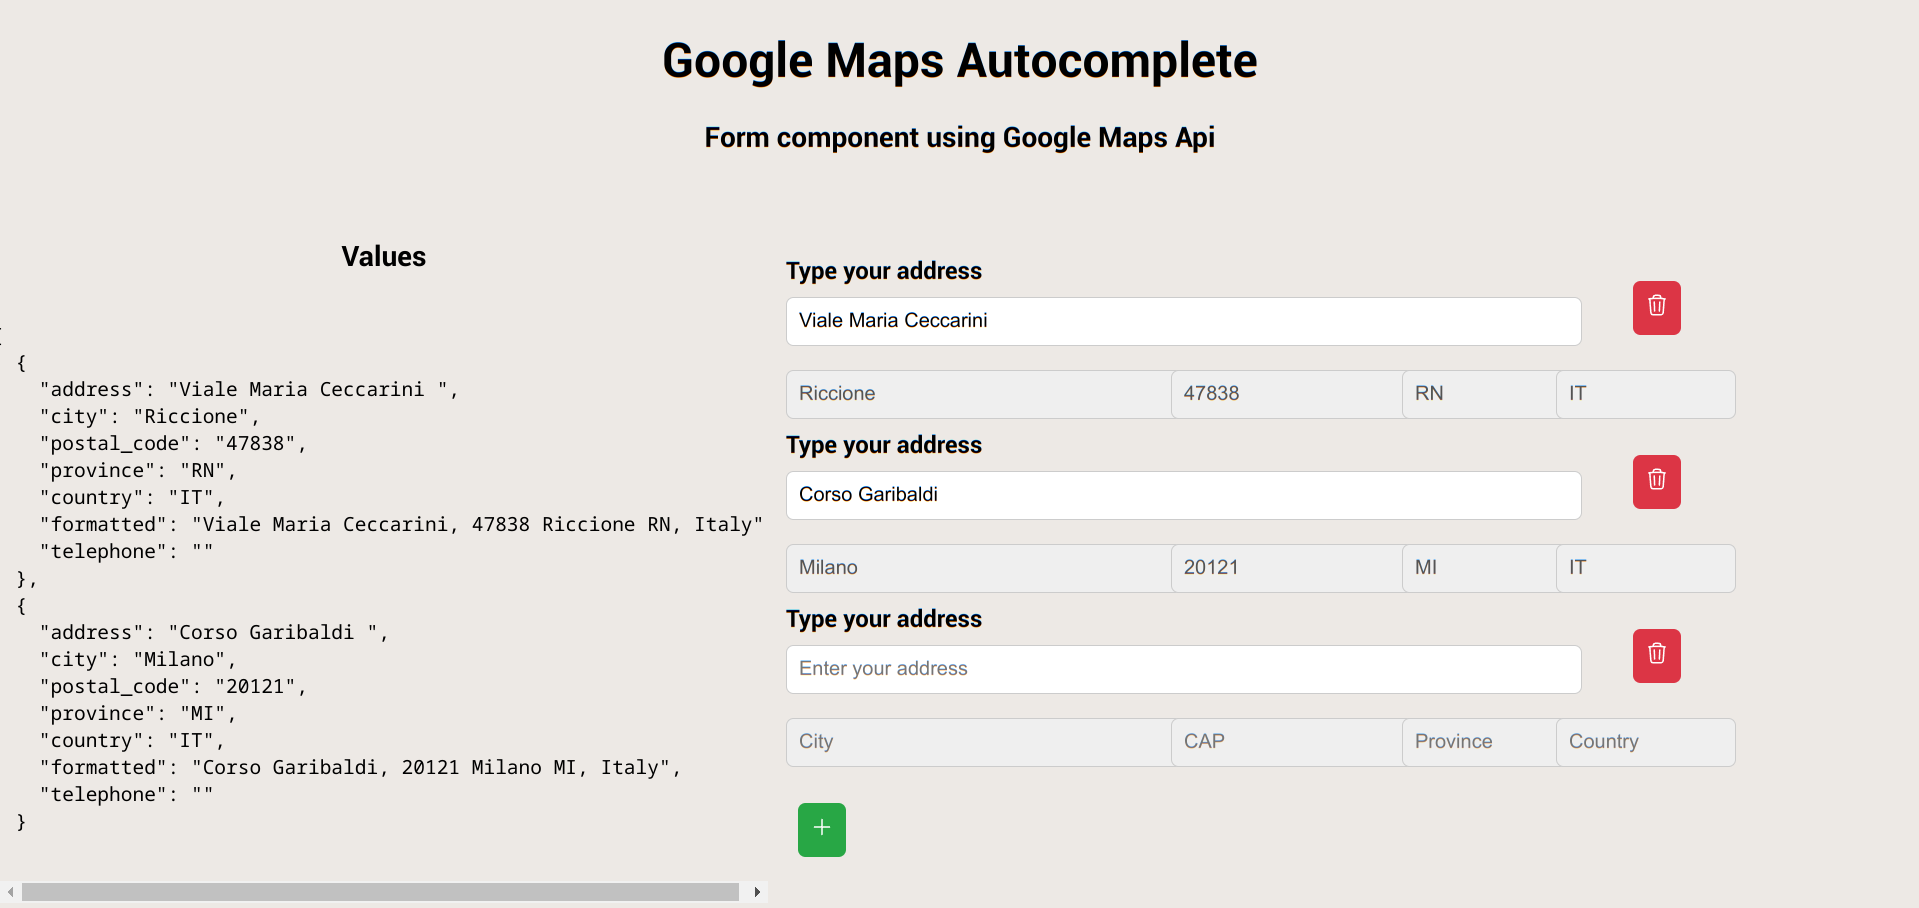 Google Maps Autocomplete
Form component using Google Maps Api
Values
[
{
"address": "Viale Maria Ceccarini ",
"city": "Riccione",
"postal_code": "47838",
"province": "RN",
"country": "IT",
"formatted": "Viale Maria Ceccarini, 47838 Riccione RN, Italy"
"telephone": ""
},
{
"address": "Corso Garibaldi ",
"city": "Milano",
"postal_code": "20121",
"province": "MI",
"country": "IT",
"formatted": "Corso Garibaldi, 20121 Milano MI, Italy",
"telephone": ""
}
Type your address
Viale Maria Ceccarini
Riccione 47838 RN IT
Type your address
Corso Garibaldi
Milano 20121 MI IT
Type your address
Enter your address
City CAP Province Country
+